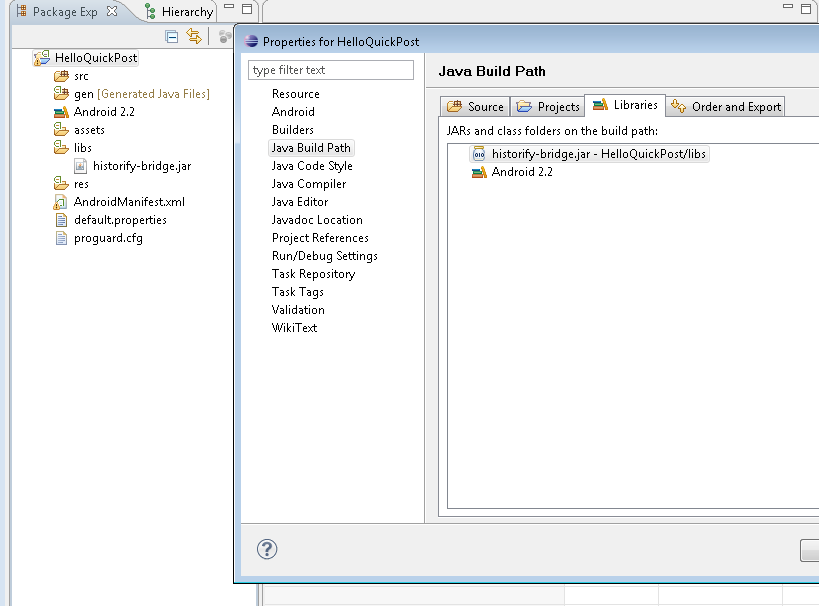 Package Exp
Hierarchy
HelloQuickPost
src
gen [Generated Java Files]
Android 2.2
assets
libs
historify-bridge.jar
res
AndroidManifest.xml
default.properties
proguard.cfg
Properties for HelloQuickPost
type filter text
Resource
Android
Builders
Java Build Path
Java Code Style
Java Compiler
Java Editor
Javadoc Location
Project References
Run/Debug Settings
Task Repository
Task Tags
Validation
WikiText
Java Build Path
Source
Projects
Libraries
Order and Export
JARs and class folders on the build path:
historify-bridge.jar - HelloQuickPost/libs
Android 2.2